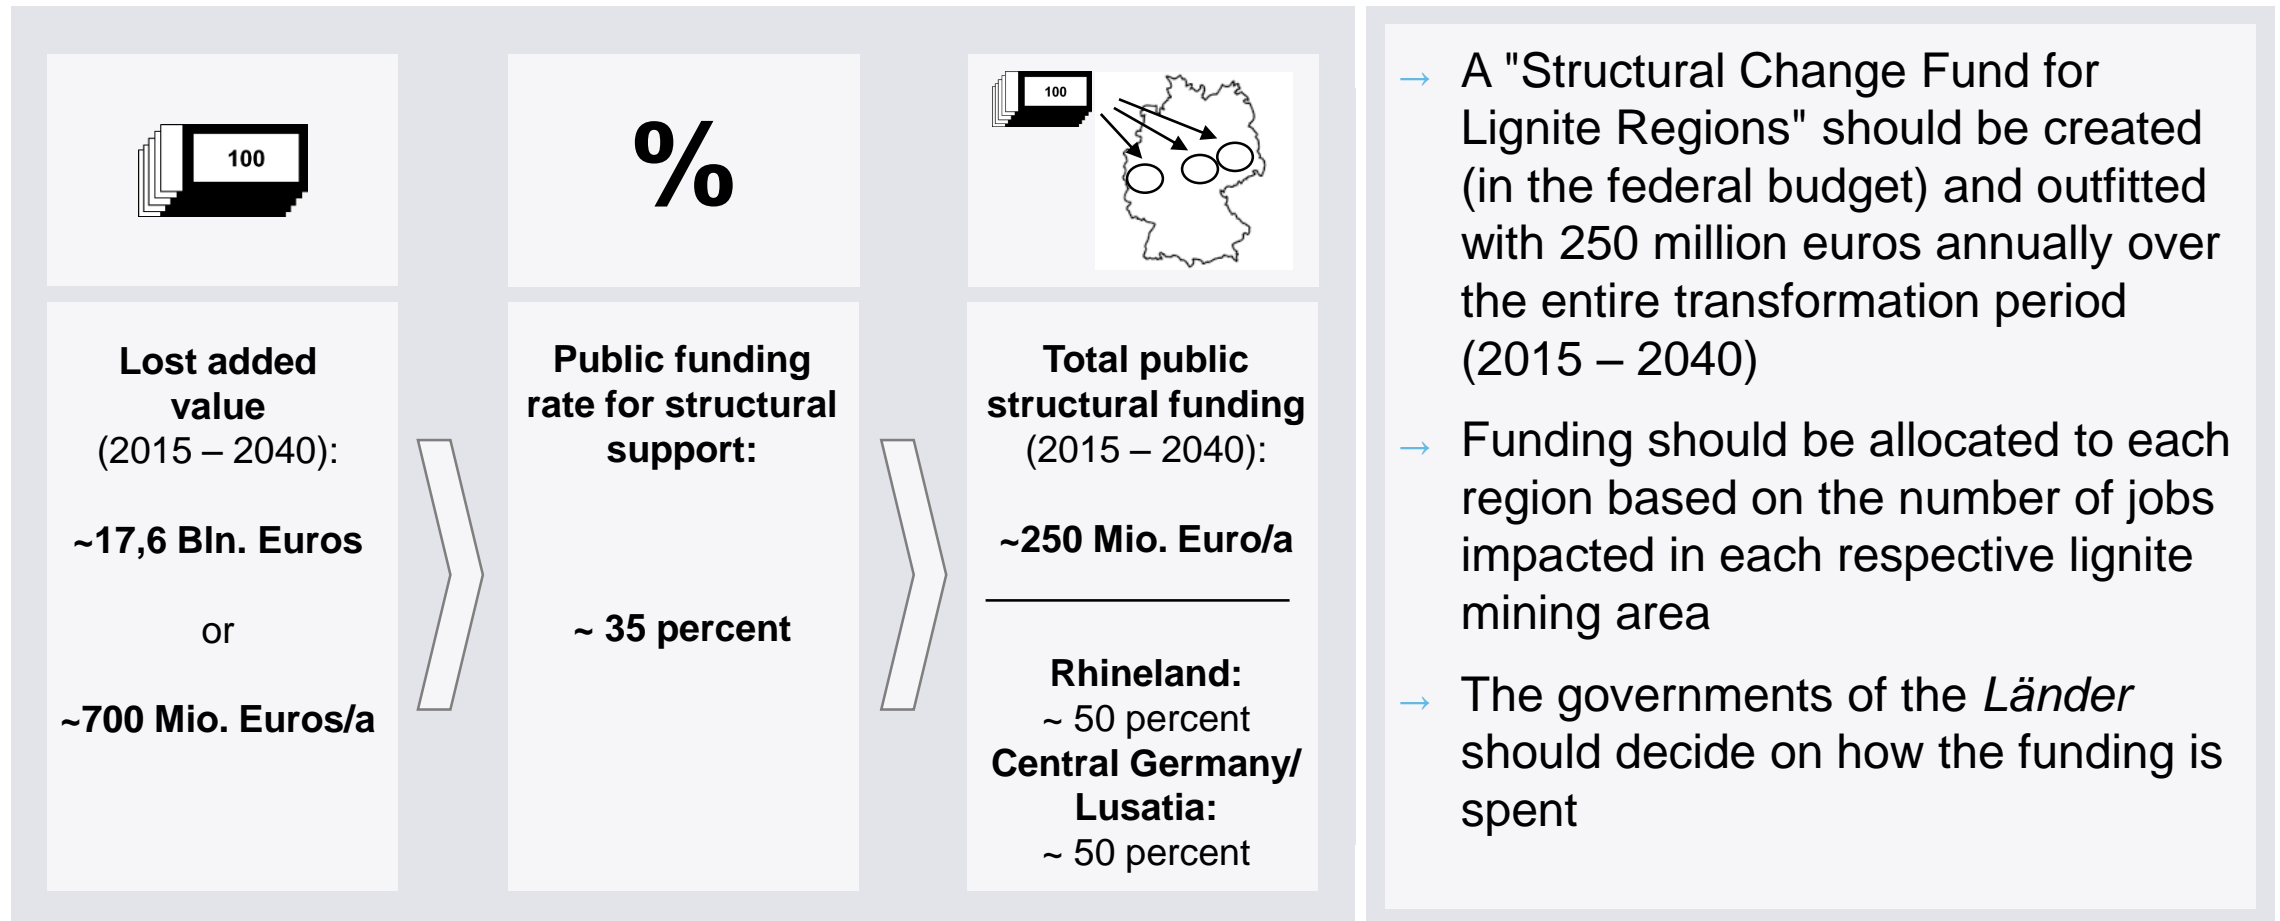 100
Lost added
value
(2015 – 2040):
~17,6 Bln. Euros
or
~700 Mio. Euros/a
%
Public funding
rate for structural
support:
~ 35 percent
100
Total public
structural funding
(2015 – 2040):
~250 Mio. Euro/a
Rhineland:
~ 50 percent
Central Germany/
Lusatia:
~ 50 percent
→ A "Structural Change Fund for
Lignite Regions" should be created
(in the federal budget) and outfitted
with 250 million euros annually over
the entire transformation period
(2015 – 2040)
→ Funding should be allocated to each
region based on the number of jobs
impacted in each respective lignite
mining area
→ The governments of the Länder
should decide on how the funding is
spent